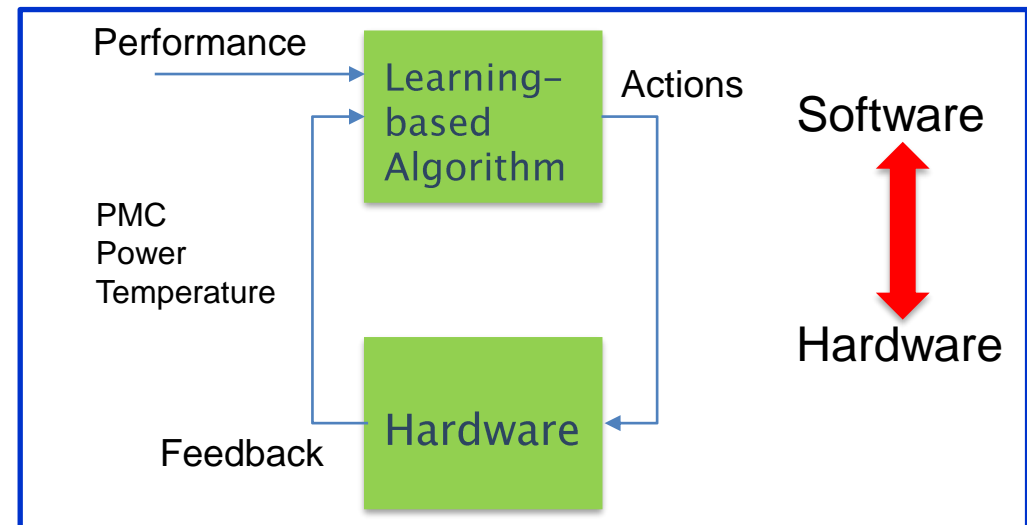 Performance
Learning-
based
Algorithm
Actions
Software
PMC
Power
Temperature
Hardware
Hardware
Feedback